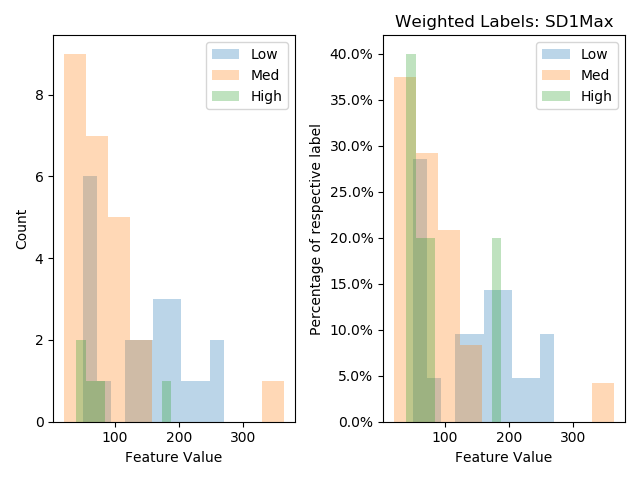 Weighted Labels: SD1Max
Low
Med
High
Count
8
6
4
2
0
100
200
300
Feature Value
Low
Med
High
Percentage of respective label
40.0%
35.0%
30.0%
25.0%
20.0%
15.0%
10.0%
5.0%
0.0%
100
200
300
Feature Value